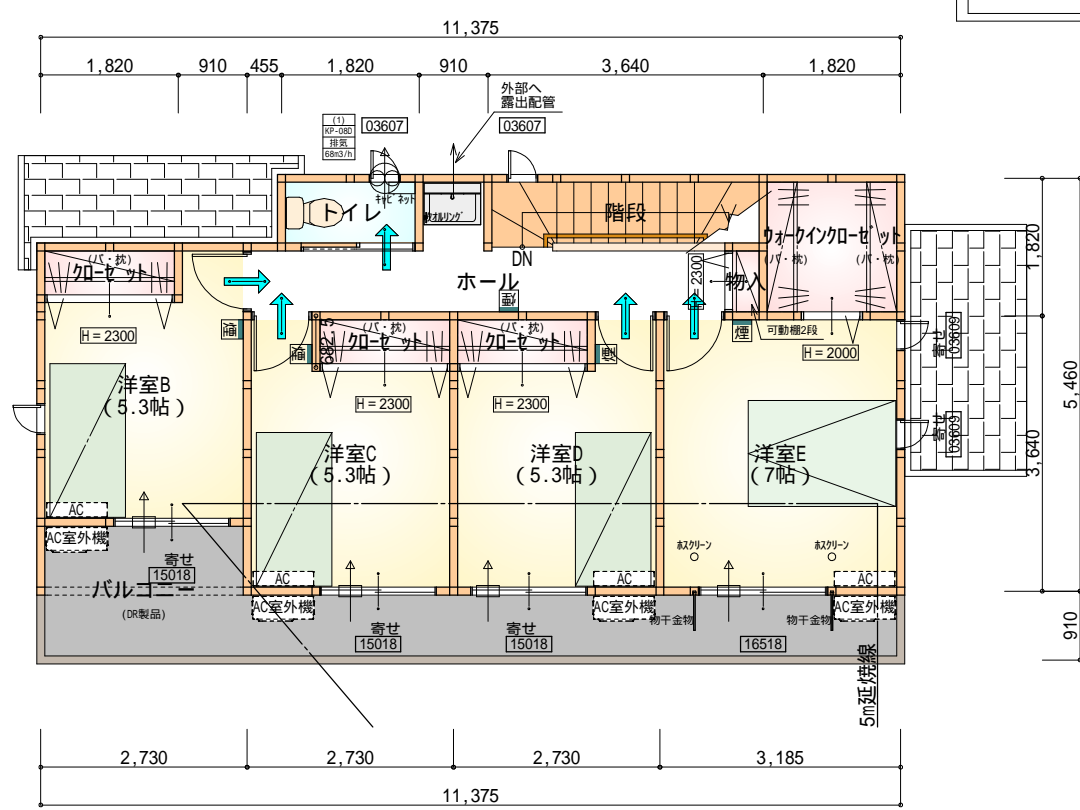 11,375
1,820
910
455
1,820
910
3,640
1,820
外部へ
露出配管
(1)
KP-08D
排気
68m3/h
03607
03607
キャビネット
トイレ
階段
ウォークインクローゼット
(パ・枕)
(パ・枕)
1,820
(パ・枕)
クローゼット
DN
ホール
H=2300
物入
煙
H=2300
煙
煙
682.5
(パ・枕)
クローゼット
(パ・枕)
クローゼット
煙
煙
可動棚2段
H=2000
寄せ
03609
洋室B
(5.3帖)
H=2300
H=2300
5,460
寄せ
03609
洋室C
(5.3帖)
洋室D
(5.3帖)
洋室E
(7帖)
3,640
AC
AC室外機
ホスクリーン
ホスクリーン
寄せ
15018
バルコニー
(DR製品)
AC
AC
AC
AC室外機
AC室外機
AC室外機
物干金物
物干金物
910
寄せ
15018
寄せ
15018
16518
5m延焼線
2,730
2,730
2,730
3,185
11,375